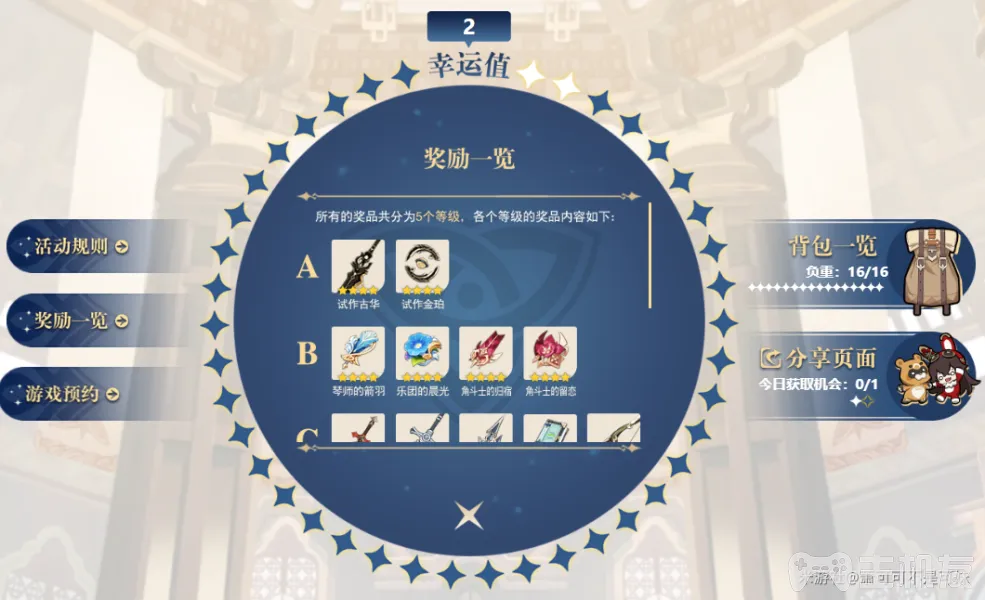 2
幸运值
奖励一览
所有的奖品共分为5个等级，各个等级的奖品内容如下:
A
试作古华
试作金珀
B
琴师的箭羽
乐团的晨光
角斗士的归宿
角斗士的留恋
C
活动规则
奖励一览
游戏预约
背包一览
负重：16/16
分享页面
今日获取机会：0/1